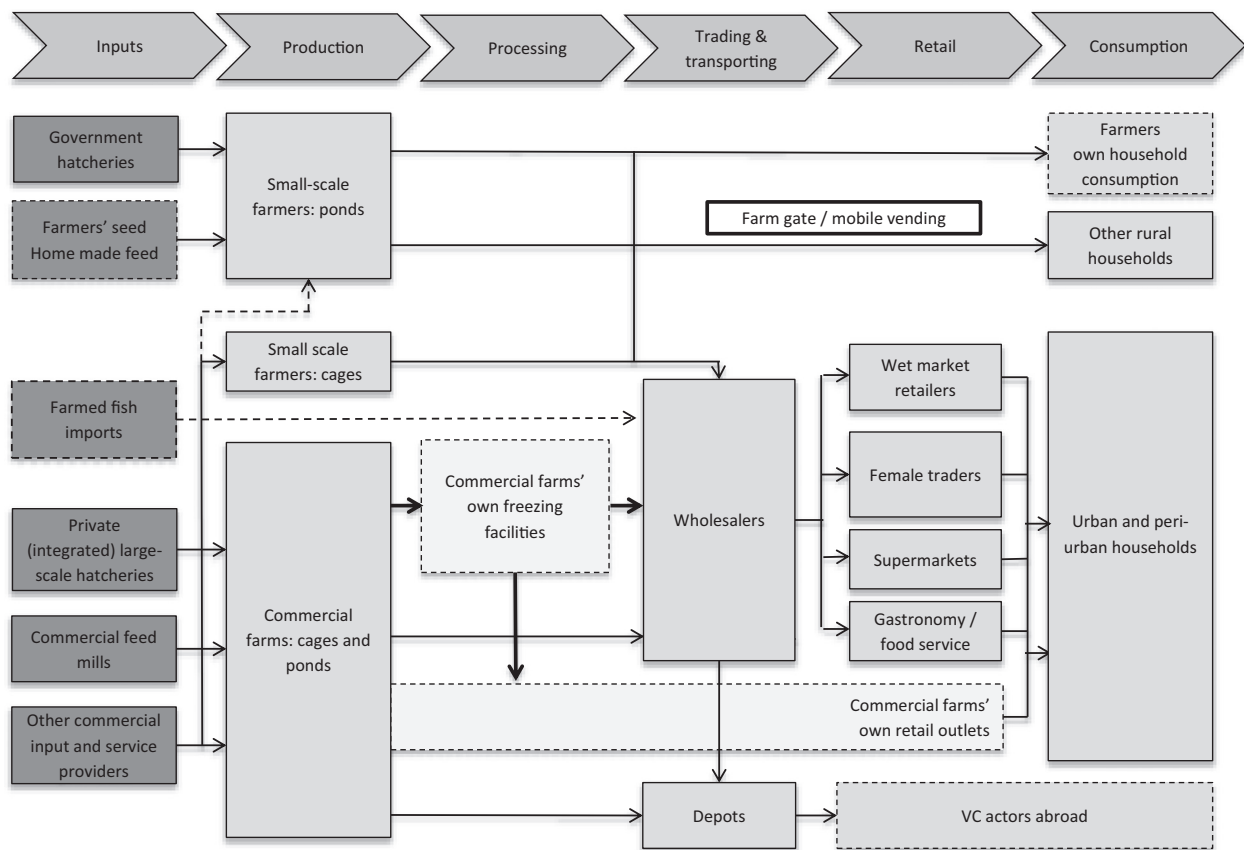 Inputs
Production
Processing
Trading &
transporting
Retail
Consumption
Government
hatcheries
Small-scale
farmers: ponds
Farmers
own household
consumption
Farmers’ seed
Home made feed
Farm gate / mobile vending
Other rural
households
Small scale
farmers: cages
Wet market
retailers
Farmed fish
imports
Commercial farms’
own freezing
facilities
Wholesalers
Female traders
Urban and peri-
urban households
Private
(integrated) large-
scale hatcheries
Supermarkets
Commercial feed
mills
Commercial
farms: cages and
ponds
Gastronomy /
food service
Other commercial
input and service
providers
Commercial farms’
own retail outlets
Depots
VC actors abroad